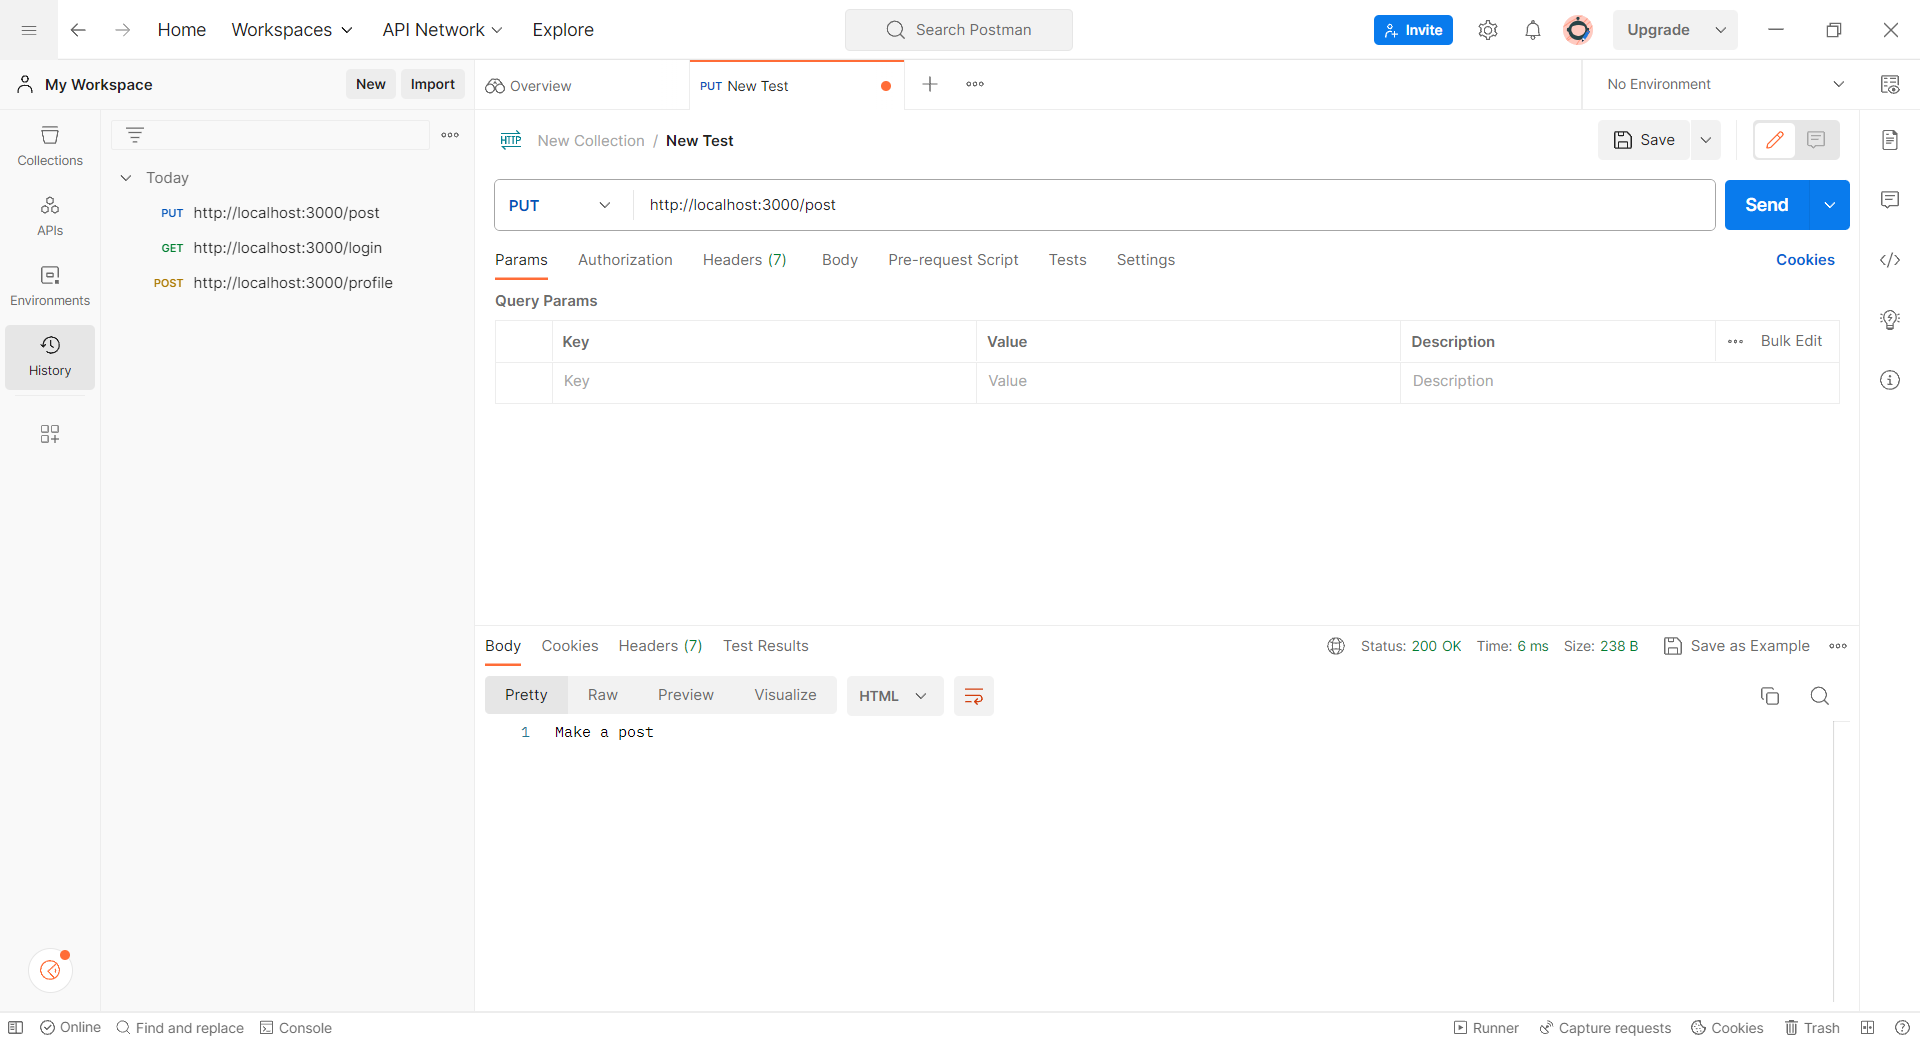 Home Workspaces API Network Explore Search Postman Invite Upgrade
My Workspace New Import Overview PUT New Test No Environment
Collections
APIs
Environments
History
Today
PUT http://localhost:3000/post
GET http://localhost:3000/login
POST http://localhost:3000/profile
HTTP New Collection / New Test Save
PUT http://localhost:3000/post Send
Params Authorization Headers (7) Body Pre-request Script Tests Settings Cookies
Query Params
Key Value Description Bulk Edit
Key Value Description
Body Cookies Headers (7) Test Results Status: 200 OK Time: 6 ms Size: 238 B Save as Example
Pretty Raw Preview Visualize HTML
1 Make a post
Online Find and replace Console Runner Capture requests Cookies Trash